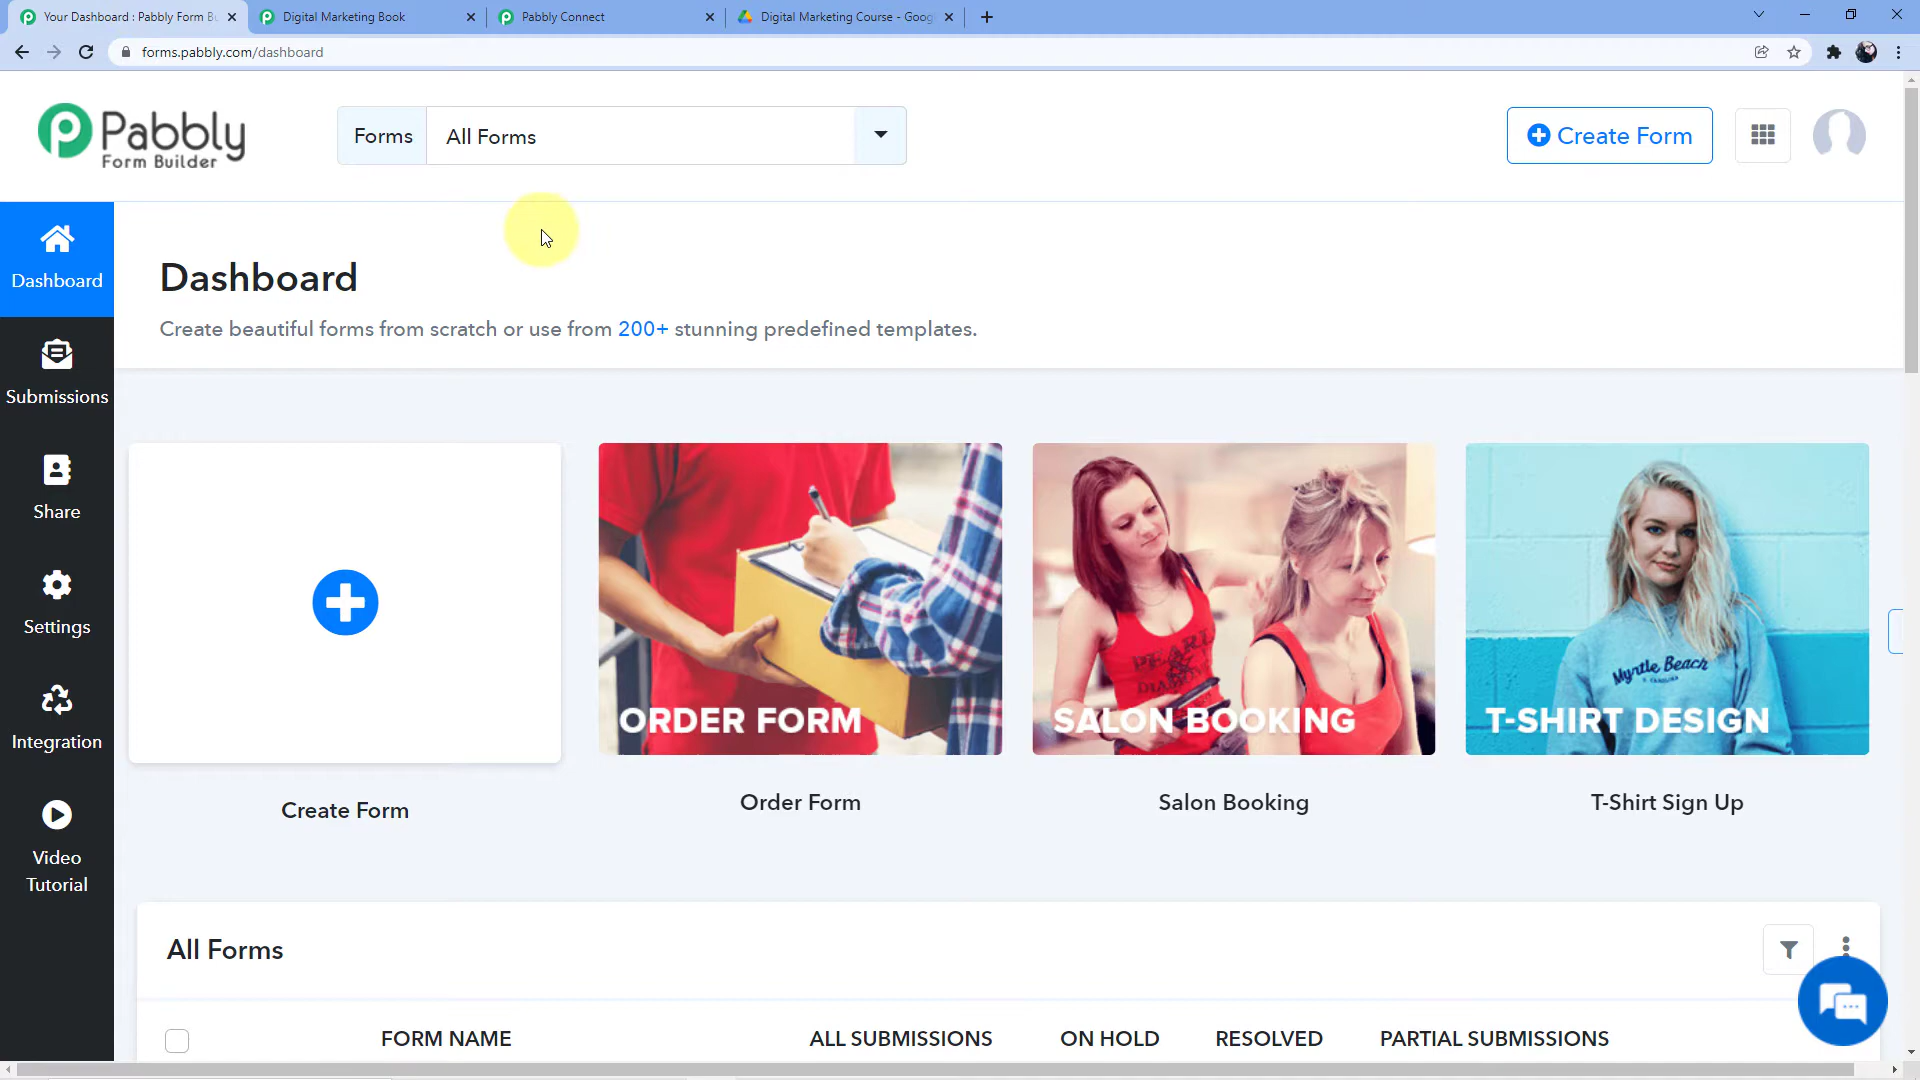 Your Dashboard : Pabbly Form Bu
Digital Marketing Book
Pabbly Connect
Digital Marketing Course - Goog
forms.pabbly.com/dashboard
Pabbly
Form Builder
Forms
All Forms
Create Form
Dashboard
Dashboard
Create beautiful forms from scratch or use from 200+ stunning predefined templates.
Submissions
Share
Settings
Integration
Video
Tutorial
Create Form
ORDER FORM
Order Form
PEARL
SALON BOOKING
Salon Booking
Myrtle Beach
T-SHIRT DESIGN
T-Shirt Sign Up
All Forms
FORM NAME
ALL SUBMISSIONS
ON HOLD
RESOLVED
PARTIAL SUBMISSIONS